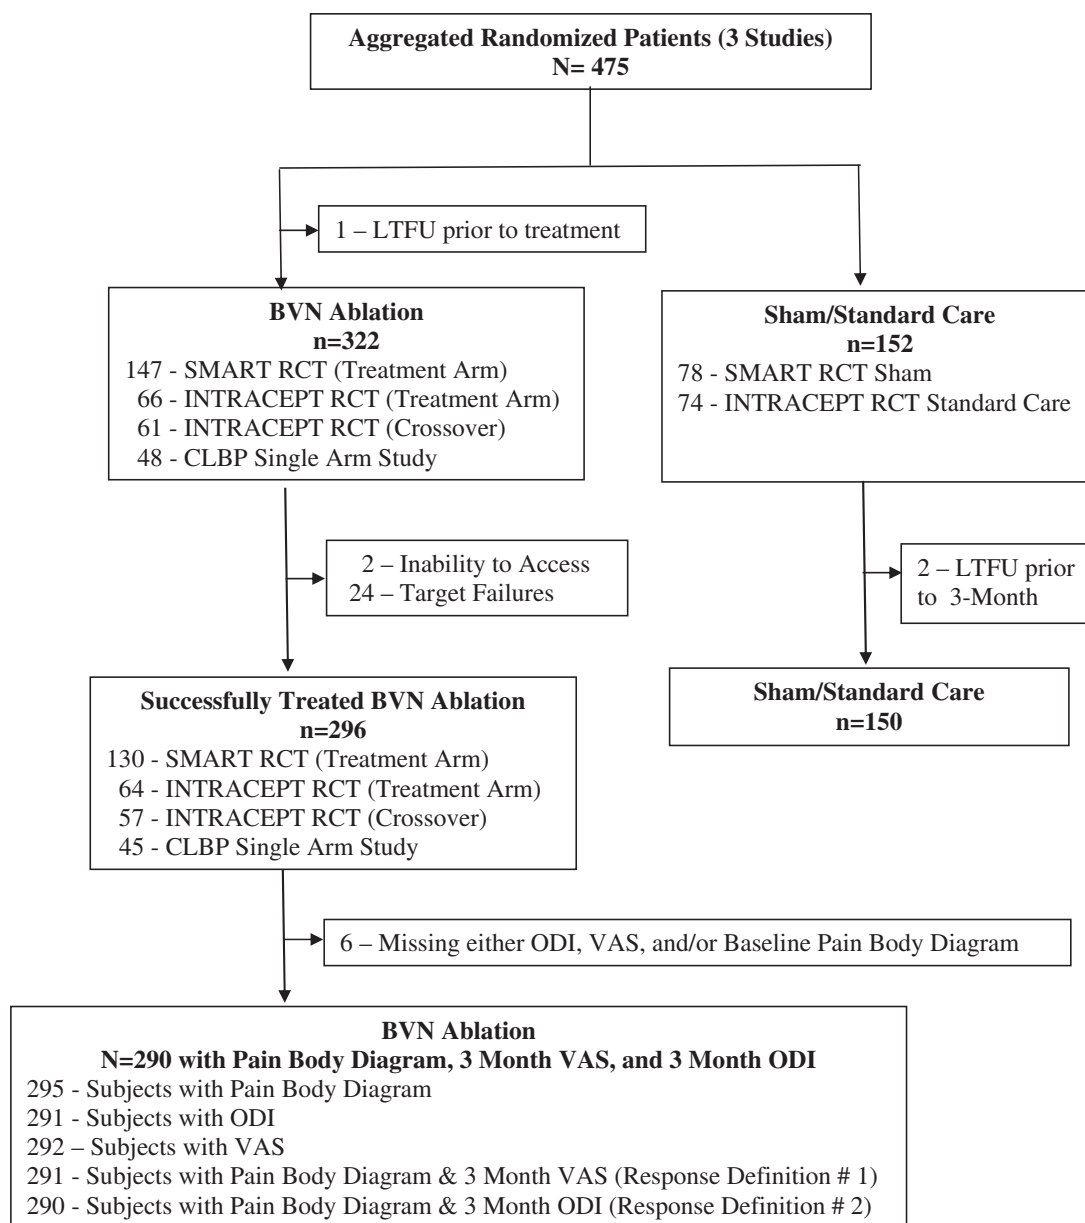 Aggregated Randomized Patients (3 Studies)
N= 475
1 – LTFU prior to treatment
BVN Ablation
n=322
147 - SMART RCT (Treatment Arm)
66 - INTRACEPT RCT (Treatment Arm)
61 - INTRACEPT RCT (Crossover)
48 - CLBP Single Arm Study
Sham/Standard Care
n=152
78 - SMART RCT Sham
74 - INTRACEPT RCT Standard Care
2 – Inability to Access
24 – Target Failures
2 – LTFU prior
to 3-Month
Successfully Treated BVN Ablation
n=296
130 - SMART RCT (Treatment Arm)
64 - INTRACEPT RCT (Treatment Arm)
57 - INTRACEPT RCT (Crossover)
45 - CLBP Single Arm Study
Sham/Standard Care
n=150
6 – Missing either ODI, VAS, and/or Baseline Pain Body Diagram
BVN Ablation
N=290 with Pain Body Diagram, 3 Month VAS, and 3 Month ODI
295 - Subjects with Pain Body Diagram
291 - Subjects with ODI
292 – Subjects with VAS
291 - Subjects with Pain Body Diagram & 3 Month VAS (Response Definition # 1)
290 - Subjects with Pain Body Diagram & 3 Month ODI (Response Definition # 2)